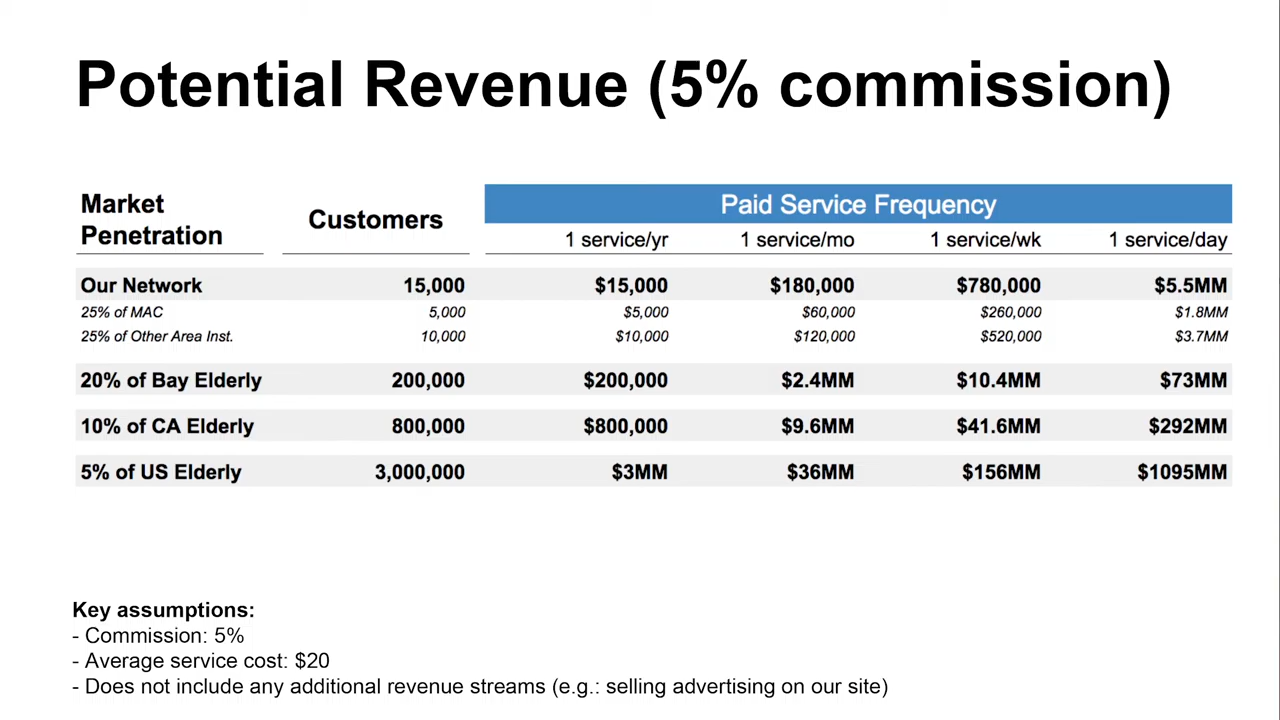 Potential Revenue (5% commission)
Market Penetration Customers Paid Service Frequency
1 service/yr 1 service/mo 1 service/wk 1 service/day
Our Network 15,000 $15,000 $180,000 $780,000 $5.5MM
25% of MAC 5,000 $5,000 $60,000 $260,000 $1.8MM
25% of Other Area Inst. 10,000 $10,000 $120,000 $520,000 $3.7MM
20% of Bay Elderly 200,000 $200,000 $2.4MM $10.4MM $73MM
10% of CA Elderly 800,000 $800,000 $9.6MM $41.6MM $292MM
5% of US Elderly 3,000,000 $3MM $36MM $156MM $1095MM
Key assumptions:
- Commission: 5%
- Average service cost: $20
- Does not include any additional revenue streams (e.g.: selling advertising on our site)